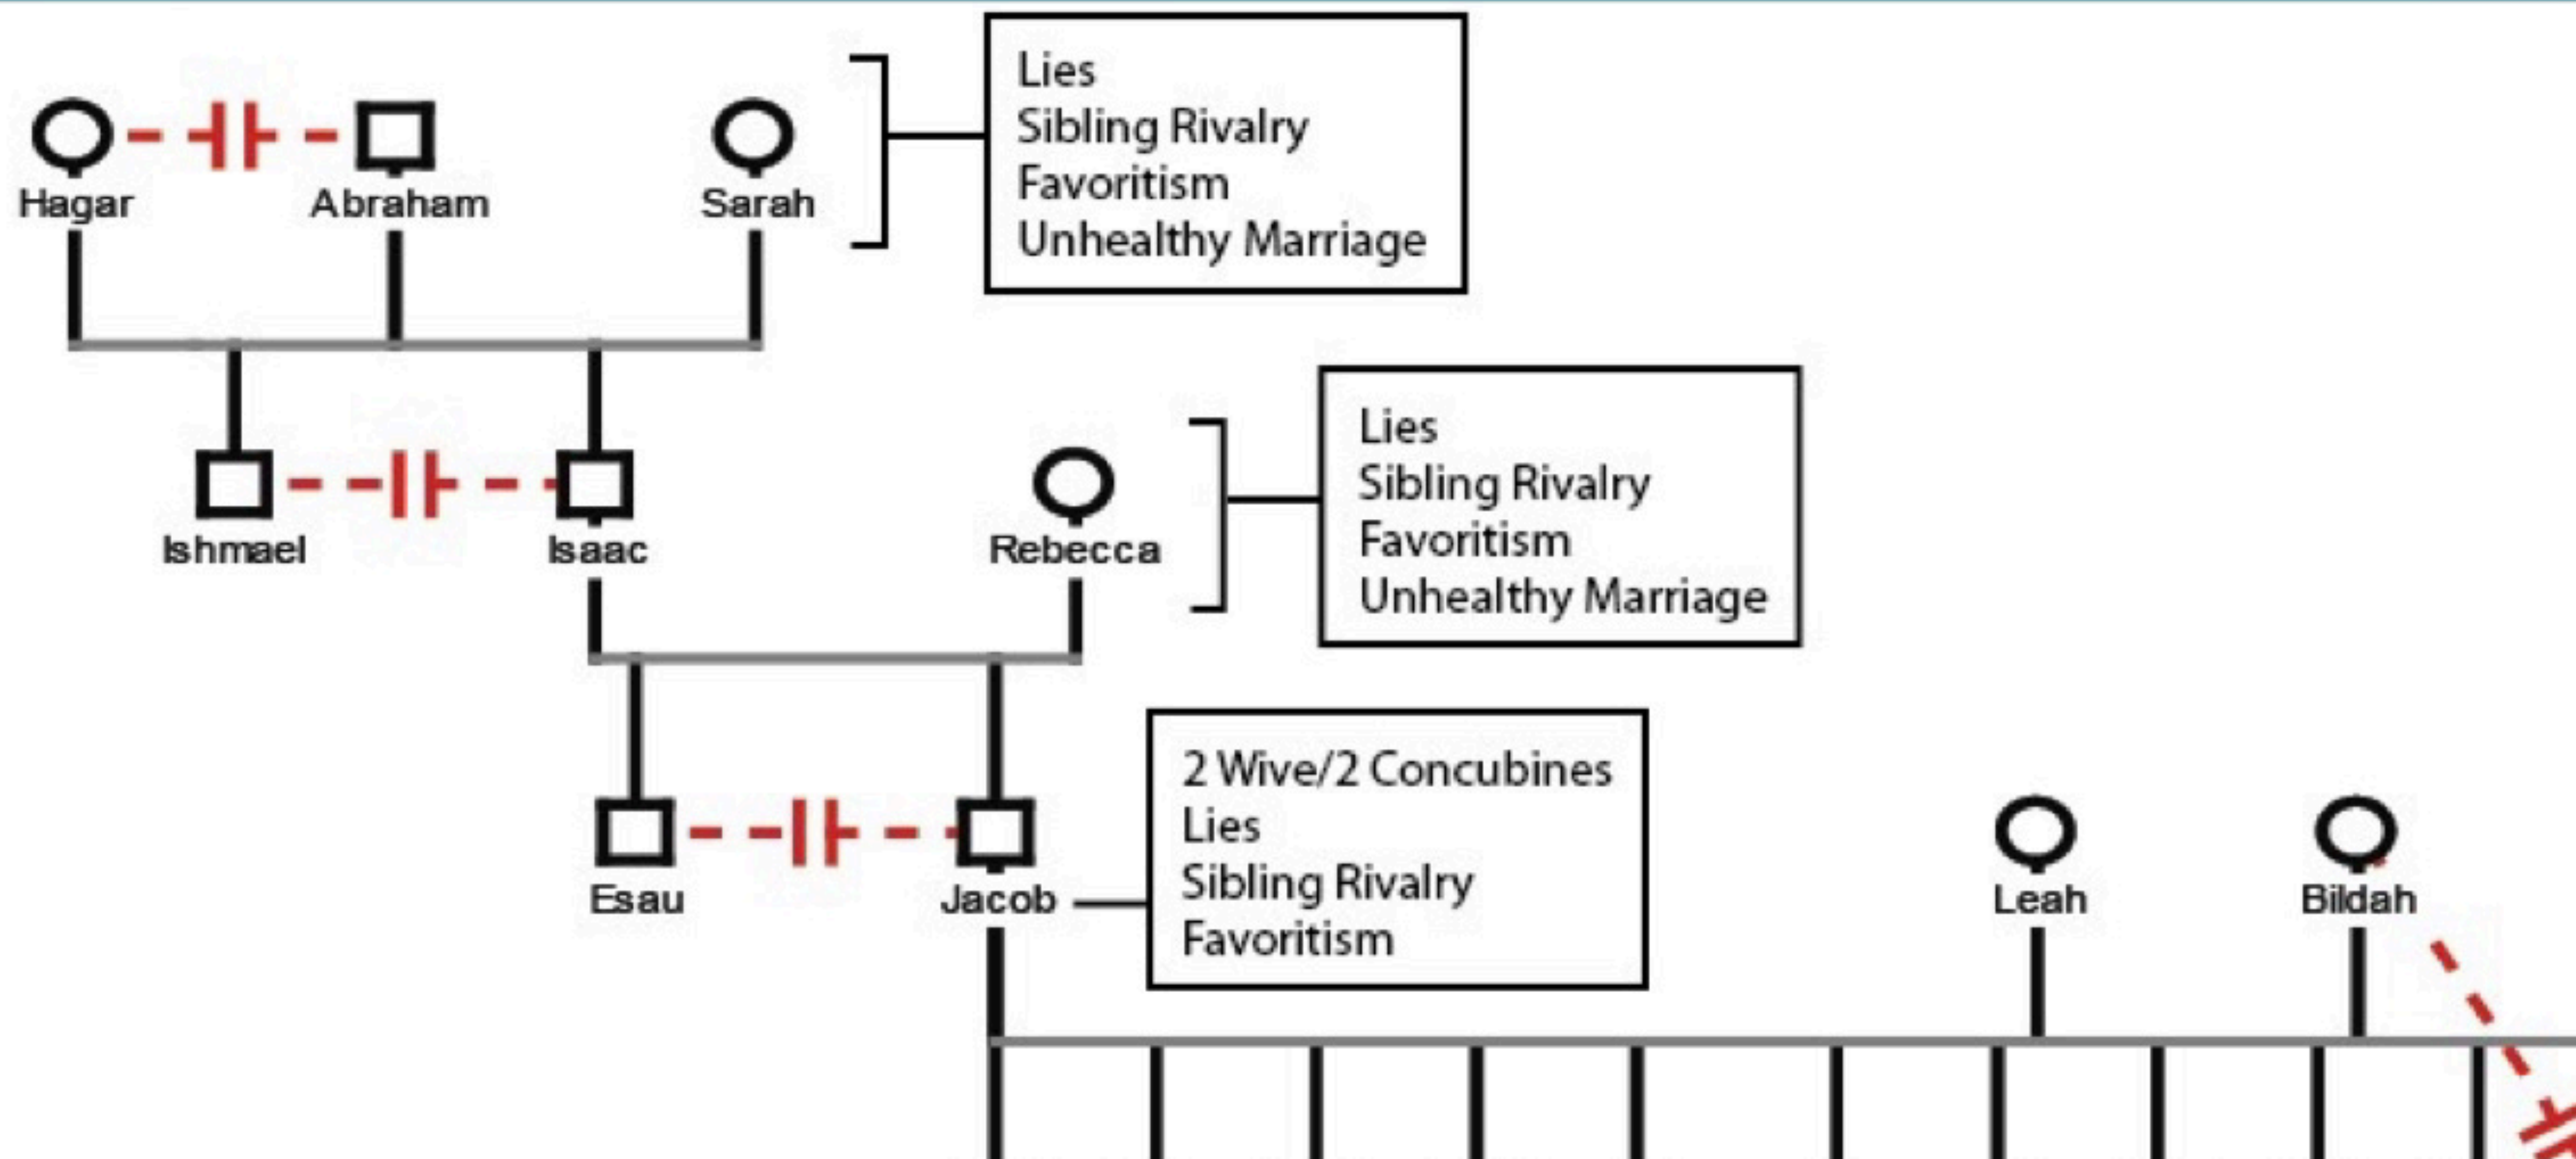 Lies
Sibling Rivalry
Favoritism
Unhealthy Marriage
Hagar
Abraham
Sarah
Lies
Sibling Rivalry
Favoritism
Unhealthy Marriage
Ishmael
Isaac
Rebecca
2 Wive/2 Concubines
Lies
Sibling Rivalry
Favoritism
Esau
Jacob
Leah
Bildah